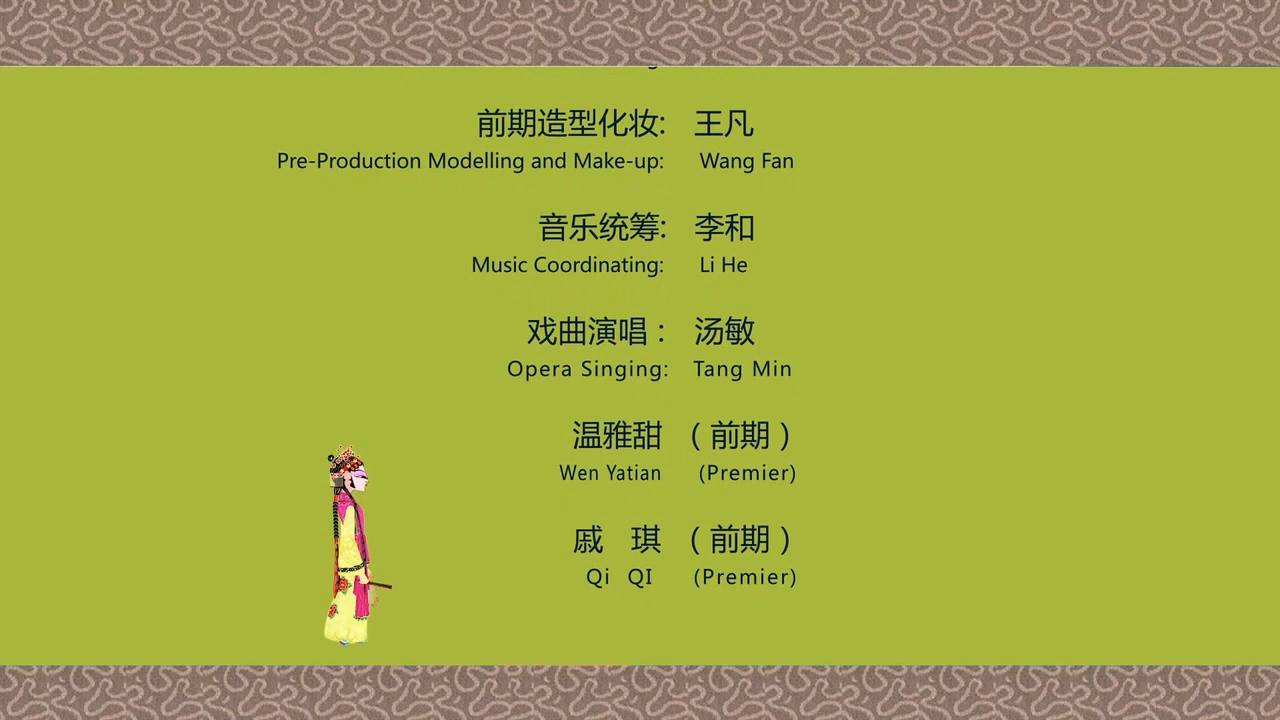 前期造型化妆: 王凡
Pre-Production Modelling and Make-up: Wang Fan
音乐统筹: 李和
Music Coordinating: Li He
戏曲演唱： 汤敏
Opera Singing: Tang Min
温雅甜 （前期）
Wen Yatian (Premier)
戚 琪 （前期）
Qi QI (Premier)